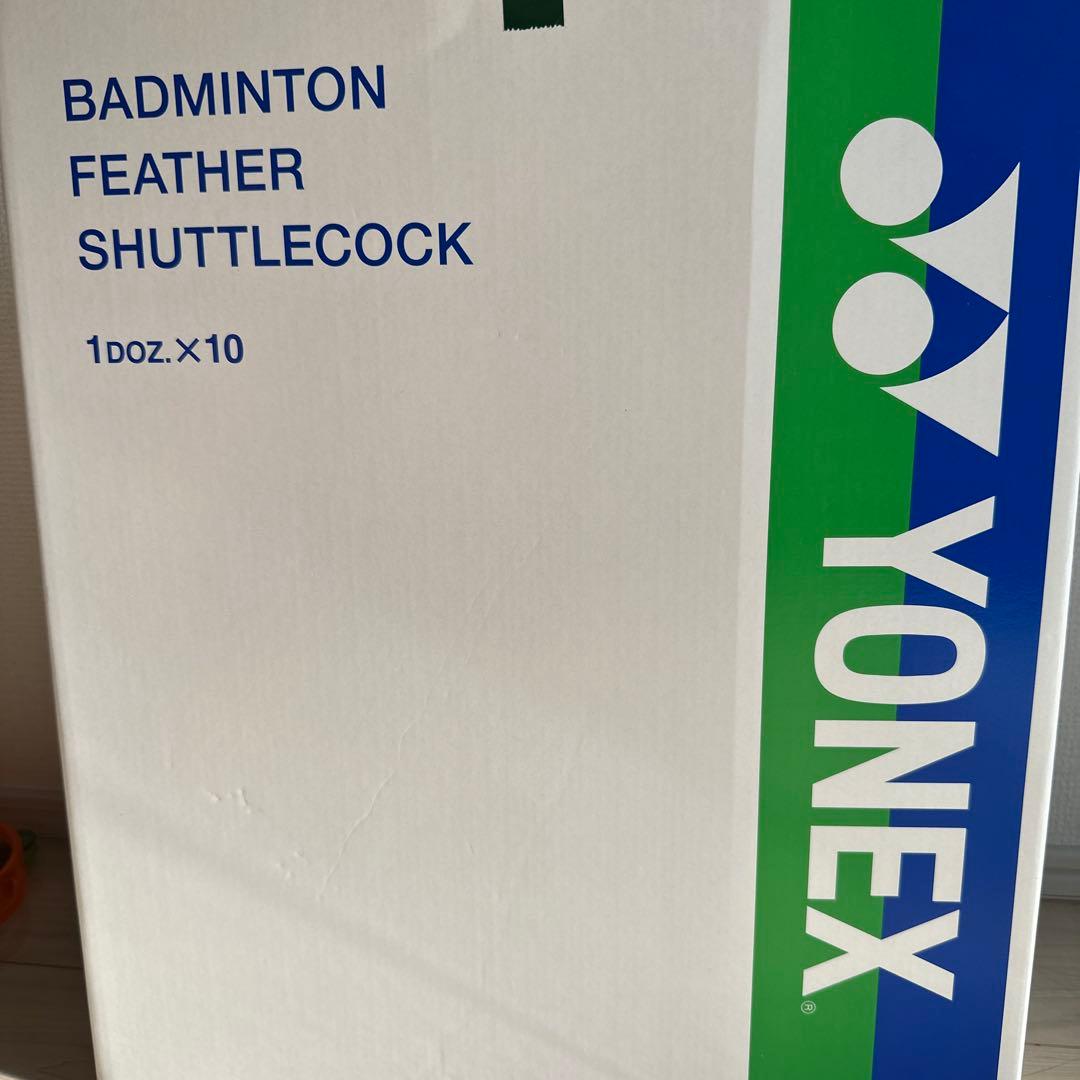 BADMINTON
FEATHER
SHUTTLECOCK
1DOZ.×10
YONEX®